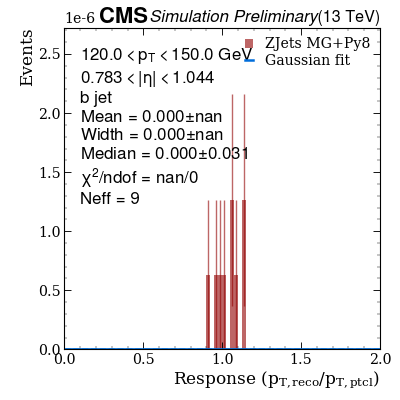 1e-6 CMS Simulation Preliminary (13 TeV)
Events
120.0 < pT < 150.0 GeV
0.783 < |η| < 1.044
b jet
Mean = 0.000±nan
Width = 0.000±nan
Median = 0.000±0.031
χ²/ndof = nan/0
Neff = 9
ZJets MG+Py8
Gaussian fit
2.5
2.0
1.5
1.0
0.5
0.0
0.0 0.5 1.0 1.5 2.0
Response (pT,reco/pT,ptcl)